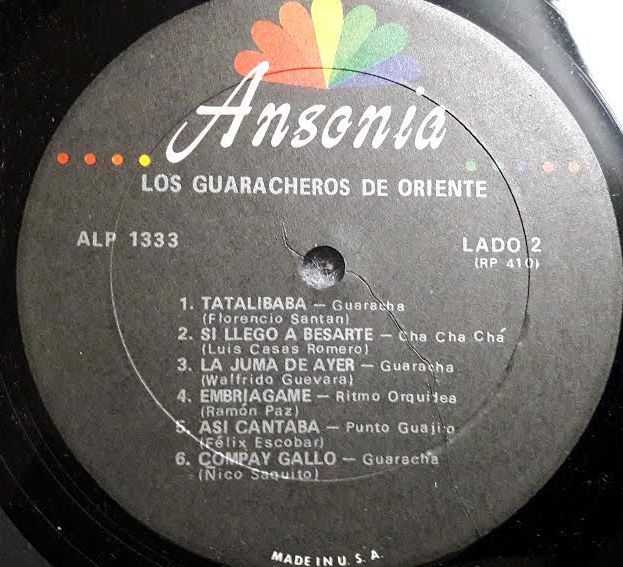 Ansonia
LOS GUARACHEROS DE ORIENTE
ALP 1333
LADO 2
(RP 410)
1. TATALIBABA — Guaracha
(Florencio Santan)
2. SI LLEGO A BESARTE — Cha Cha Chá
(Luis Casas Romero)
3. LA JUMA DE AYER — Guaracha
(Walfrido Guevara)
4. EMBRIAGAME — Ritmo Orquidea
(Ramón Paz)
5. ASI CANTABA — Punto Guajiro
(Félix Escobar)
6. COMPAY GALLO — Guaracha
(Ñico Saquito)
MADE IN U. S. A.